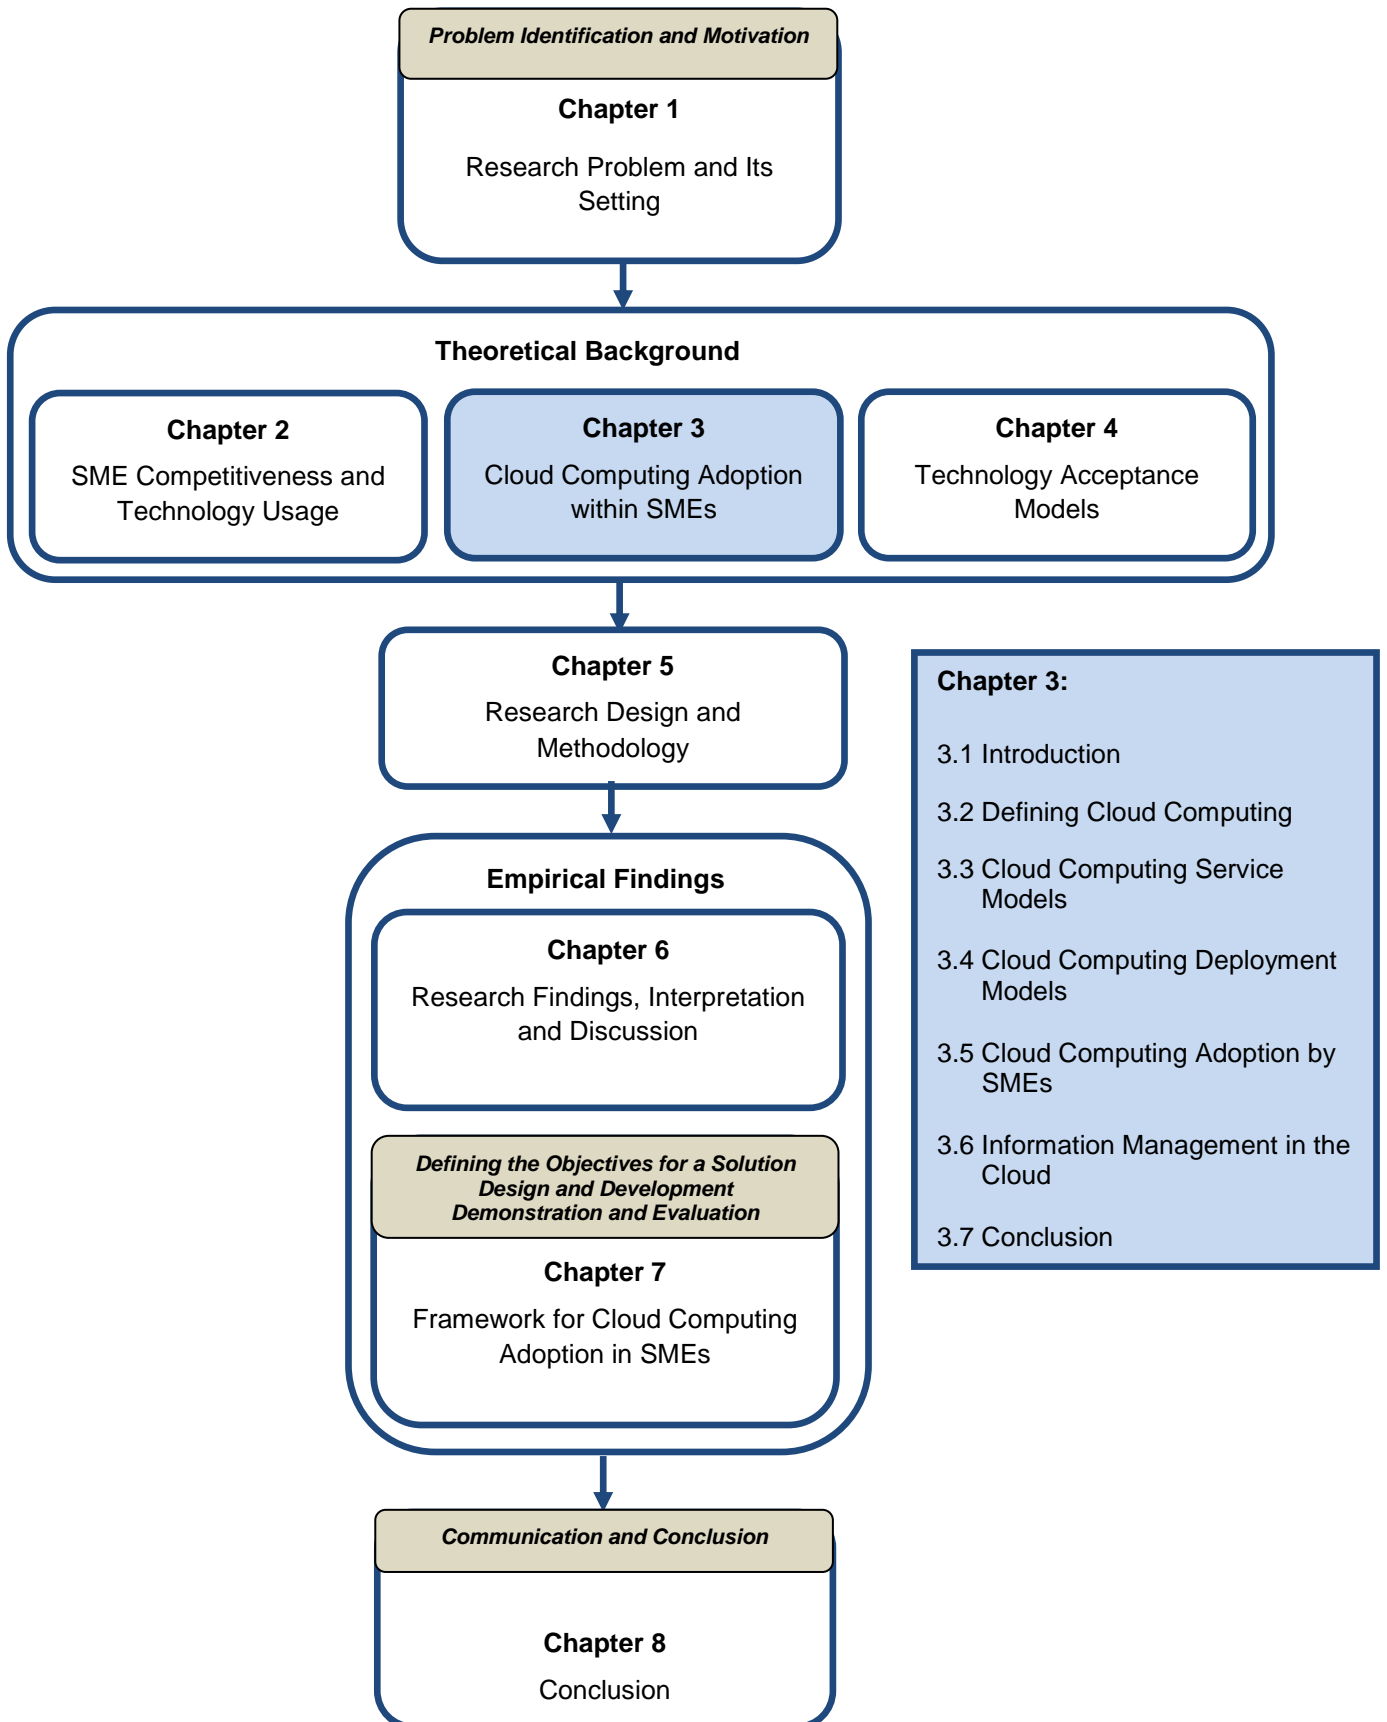 Problem Identification and Motivation
Chapter 1
Research Problem and Its
Setting
Theoretical Background
Chapter 2
SME Competitiveness and
Technology Usage
Chapter 3
Cloud Computing Adoption
within SMEs
Chapter 4
Technology Acceptance
Models
Chapter 5
Research Design and
Methodology
Chapter 3:
3.1 Introduction
3.2 Defining Cloud Computing
3.3 Cloud Computing Service
Models
3.4 Cloud Computing Deployment
Models
3.5 Cloud Computing Adoption by
SMEs
3.6 Information Management in the
Cloud
3.7 Conclusion
Empirical Findings
Chapter 6
Research Findings, Interpretation
and Discussion
Defining the Objectives for a Solution
Design and Development
Demonstration and Evaluation
Chapter 7
Framework for Cloud Computing
Adoption in SMEs
Communication and Conclusion
Chapter 8
Conclusion